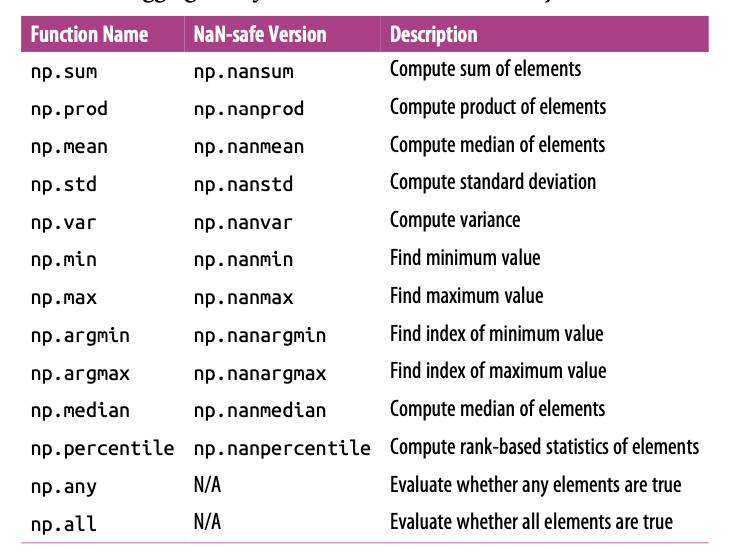 Function Name NaN-safe Version Description
np.sum np.nansum Compute sum of elements
np.prod np.nanprod Compute product of elements
np.mean np.nanmean Compute median of elements
np.std np.nanstd Compute standard deviation
np.var np.nanvar Compute variance
np.min np.nanmin Find minimum value
np.max np.nanmax Find maximum value
np.argmin np.nanargmin Find index of minimum value
np.argmax np.nanargmax Find index of maximum value
np.median np.nanmedian Compute median of elements
np.percentile np.nanpercentile Compute rank-based statistics of elements
np.any N/A Evaluate whether any elements are true
np.all N/A Evaluate whether all elements are true